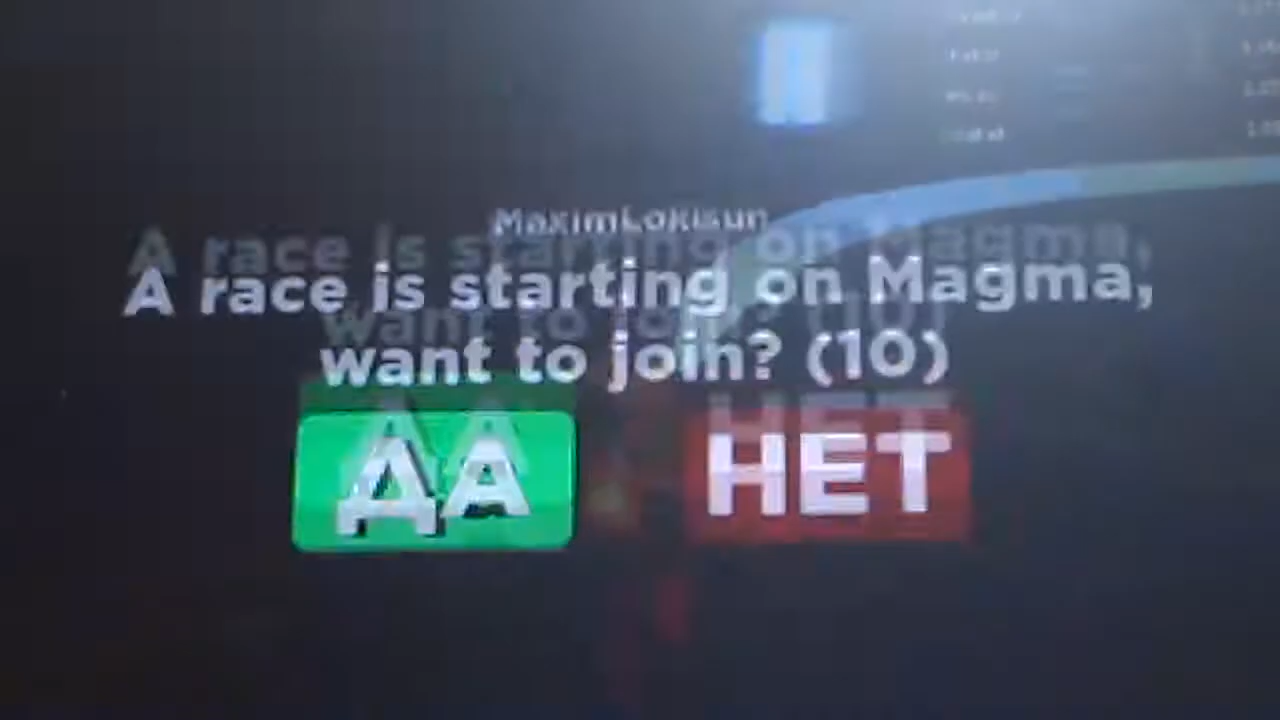 MaximLokisun
A race is starting on Magma,
want to join? (10)
ДА
НЕТ